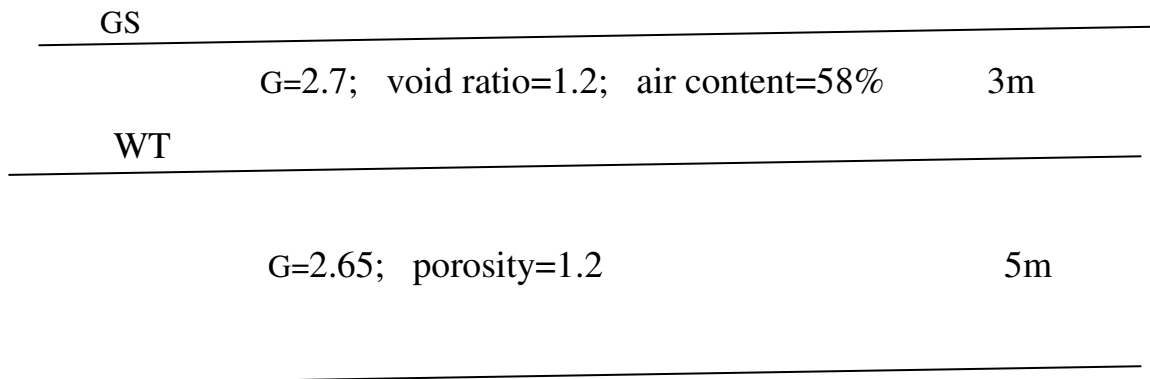 GS
G=2.7; void ratio=1.2; air content=58% 3m
WT
G=2.65; porosity=1.2 5m